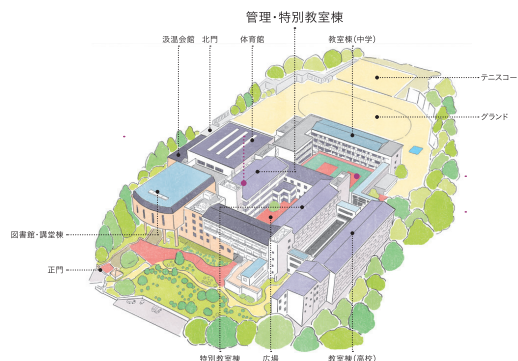 管理・特別教室棟
汲温会館
北門
体育館
教室棟(中学)
テニスコー
グランド
図書館・講堂棟
正門
特別教室棟
広場
教室棟(高校)